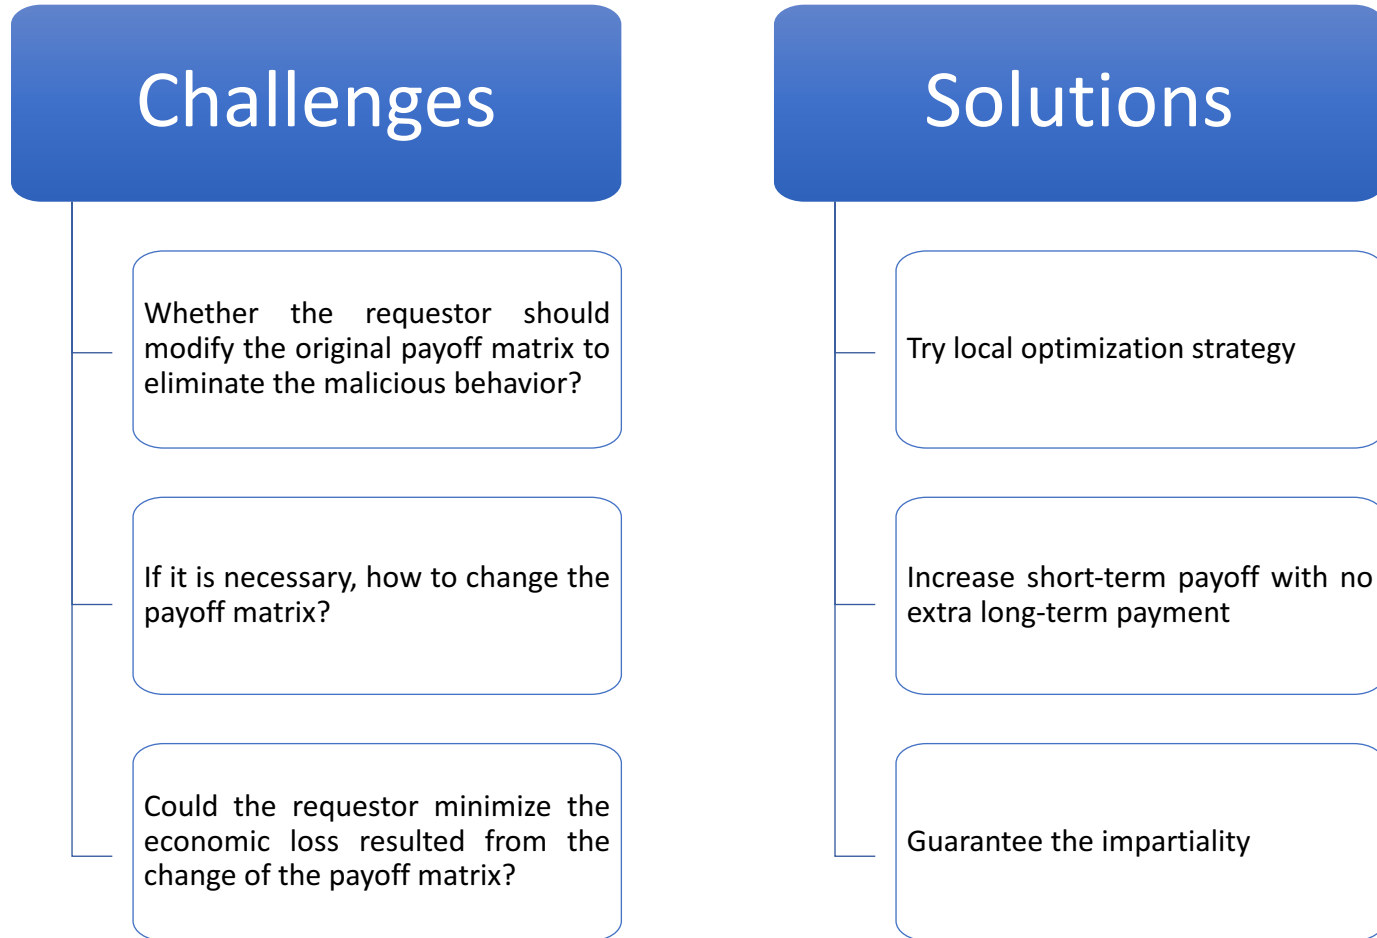 Challenges
Whether the requestor should
modify the original payoff matrix to
eliminate the malicious behavior?
If it is necessary, how to change the
payoff matrix?
Could the requestor minimize the
economic loss resulted from the
change of the payoff matrix?
Solutions
Try local optimization strategy
Increase short-term payoff with no
extra long-term payment
Guarantee the impartiality